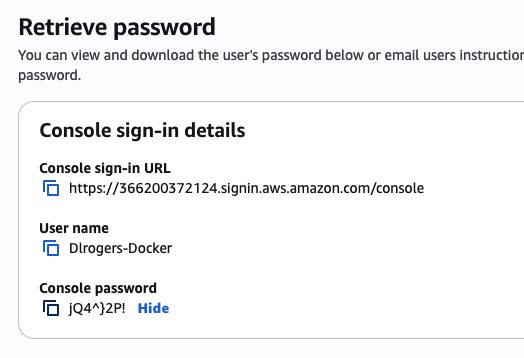 Retrieve password
You can view and download the user's password below or email users instruction
password.
Console sign-in details
Console sign-in URL
https://366200372124.signin.aws.amazon.com/console
User name
Dlrogers-Docker
Console password
jQ4^}2P! Hide